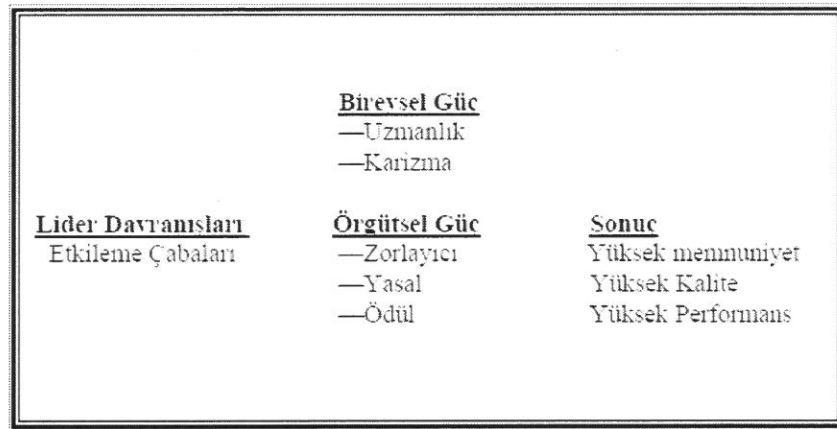 Bireysel Güç
—Uzmanlık
—Karizma
Lider Davranışları Örgütsel Güç Sonuç
Etkileme Çabaları —Zorlayıcı Yüksek memnuniyet
—Yasal Yüksek Kalite
—Ödül Yüksek Performans